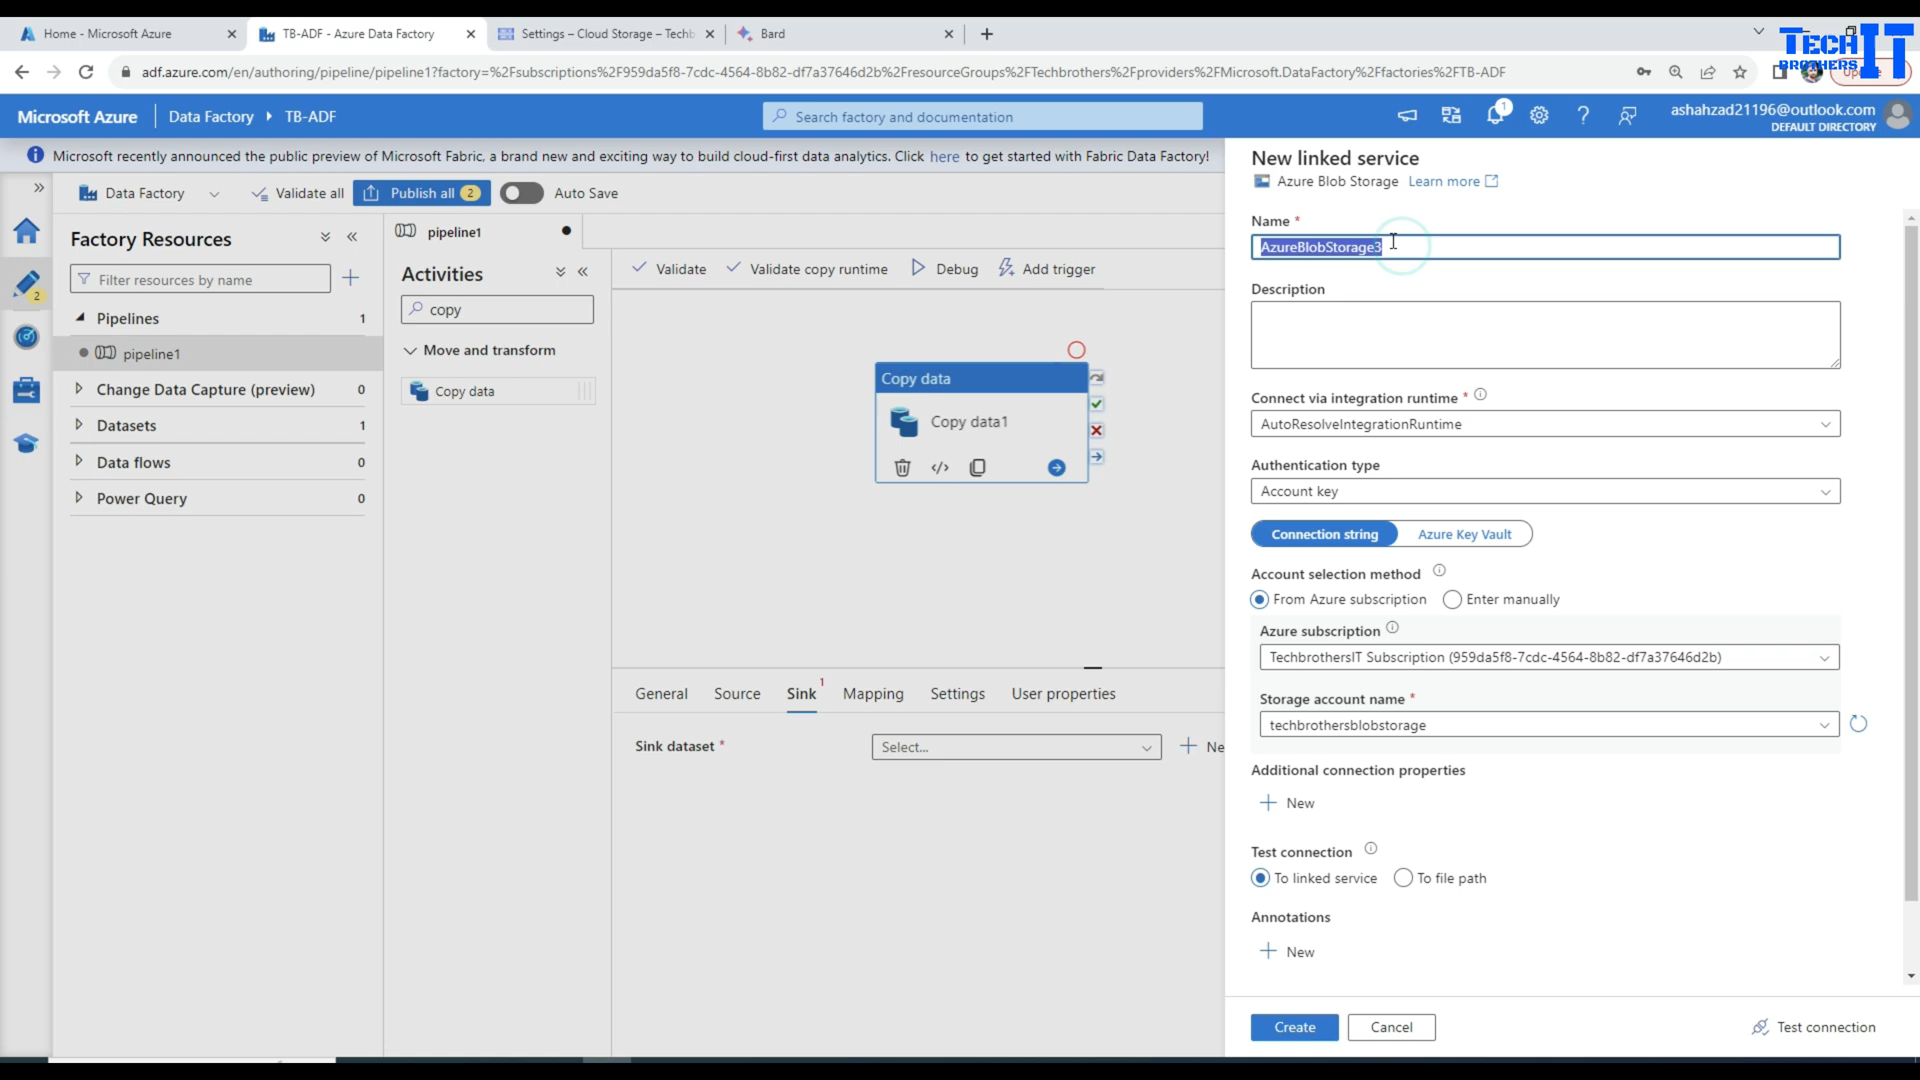 Home - Microsoft Azure
TB-ADF - Azure Data Factory
Settings – Cloud Storage – Techb
Bard
TECH IT
BROTHERS
adf.azure.com/en/authoring/pipeline/pipeline1?factory=%2Fsubscriptions%2F959da5f8-7cdc-4564-8b82-df7a37646d2b%2FresourceGroups%2FTechbrothers%2Fproviders%2FMicrosoft.DataFactory%2Ffactories%2FTB-ADF
Microsoft Azure
Data Factory
TB-ADF
Search factory and documentation
1
ashahzad21196@outlook.com
DEFAULT DIRECTORY
Microsoft recently announced the public preview of Microsoft Fabric, a brand new and exciting way to build cloud-first data analytics. Click here to get started with Fabric Data Factory!
Data Factory
Validate all
Publish all 2
Auto Save
2
Factory Resources
Filter resources by name
Pipelines 1
pipeline1
Change Data Capture (preview) 0
Datasets 1
Data flows 0
Power Query 0
pipeline1
Activities
copy
Move and transform
Copy data
Validate
Validate copy runtime
Debug
Add trigger
Copy data
Copy data1
General
Source
Sink 1
Mapping
Settings
User properties
Sink dataset *
Select...
Ne
New linked service
Azure Blob Storage Learn more
Name *
AzureBlobStorage3
Description
Connect via integration runtime *
AutoResolveIntegrationRuntime
Authentication type
Account key
Connection string
Azure Key Vault
Account selection method
From Azure subscription
Enter manually
Azure subscription
TechbrothersIT Subscription (959da5f8-7cdc-4564-8b82-df7a37646d2b)
Storage account name *
techbrothersblobstorage
Additional connection properties
New
Test connection
To linked service
To file path
Annotations
New
Create
Cancel
Test connection